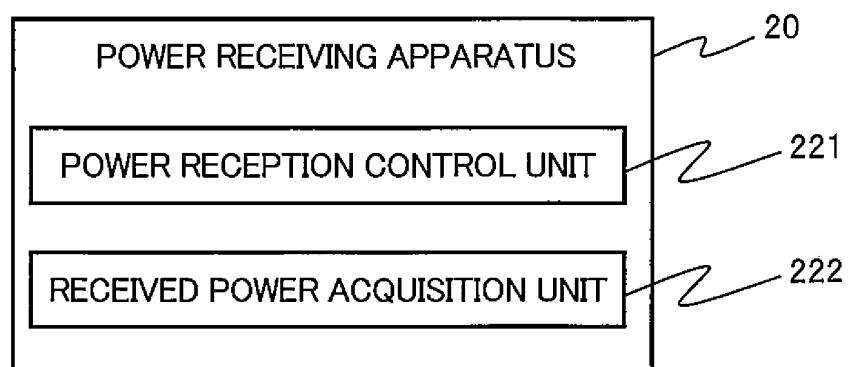 POWER RECEIVING APPARATUS 20
POWER RECEPTION CONTROL UNIT 221
RECEIVED POWER ACQUISITION UNIT 222